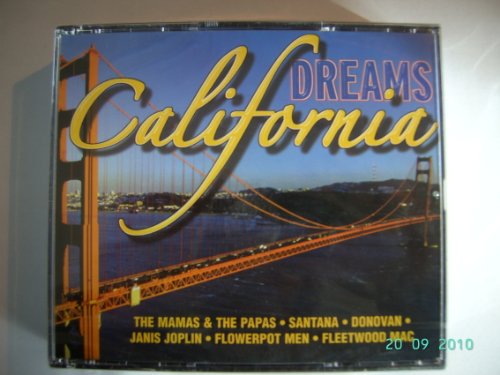 DREAMS
California
THE MAMAS & THE PAPAS • SANTANA • DONOVAN •
JANIS JOPLIN • FLOWERPOT MEN • FLEETWOOD MAC
20 09 2010